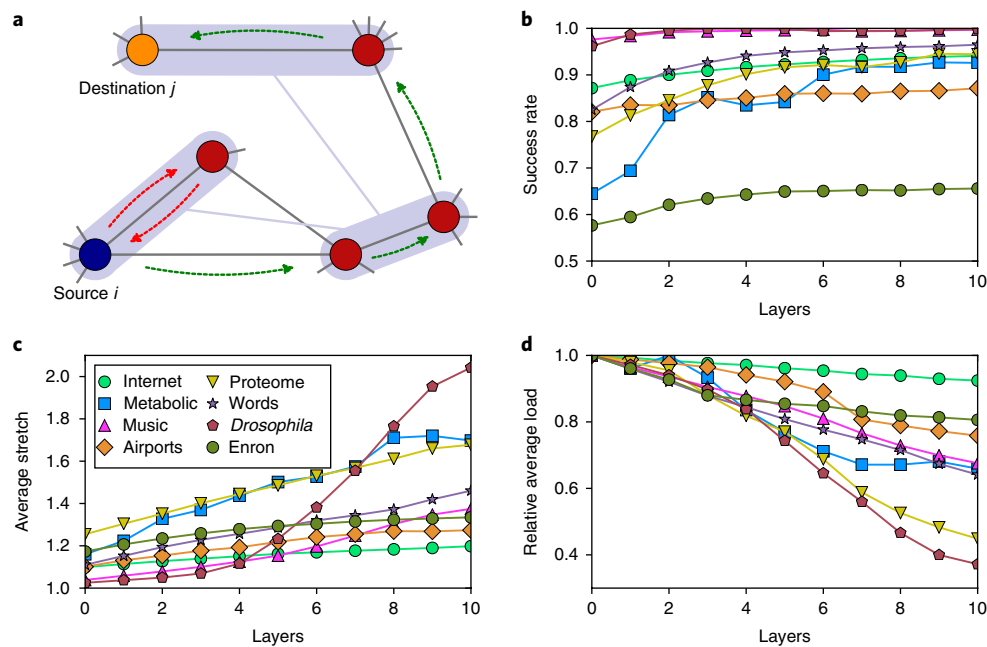 a
Destination j
Source i
b
Success rate
1.0
0.9
0.8
0.7
0.6
0.5
0 2 4 6 8 10
Layers
c
Average stretch
2.0
1.8
1.6
1.4
1.2
1.0
Internet
Metabolic
Music
Airports
Proteome
Words
Drosophila
Enron
0 2 4 6 8 10
Layers
d
Relative average load
1.0
0.8
0.6
0.4
0 2 4 6 8 10
Layers